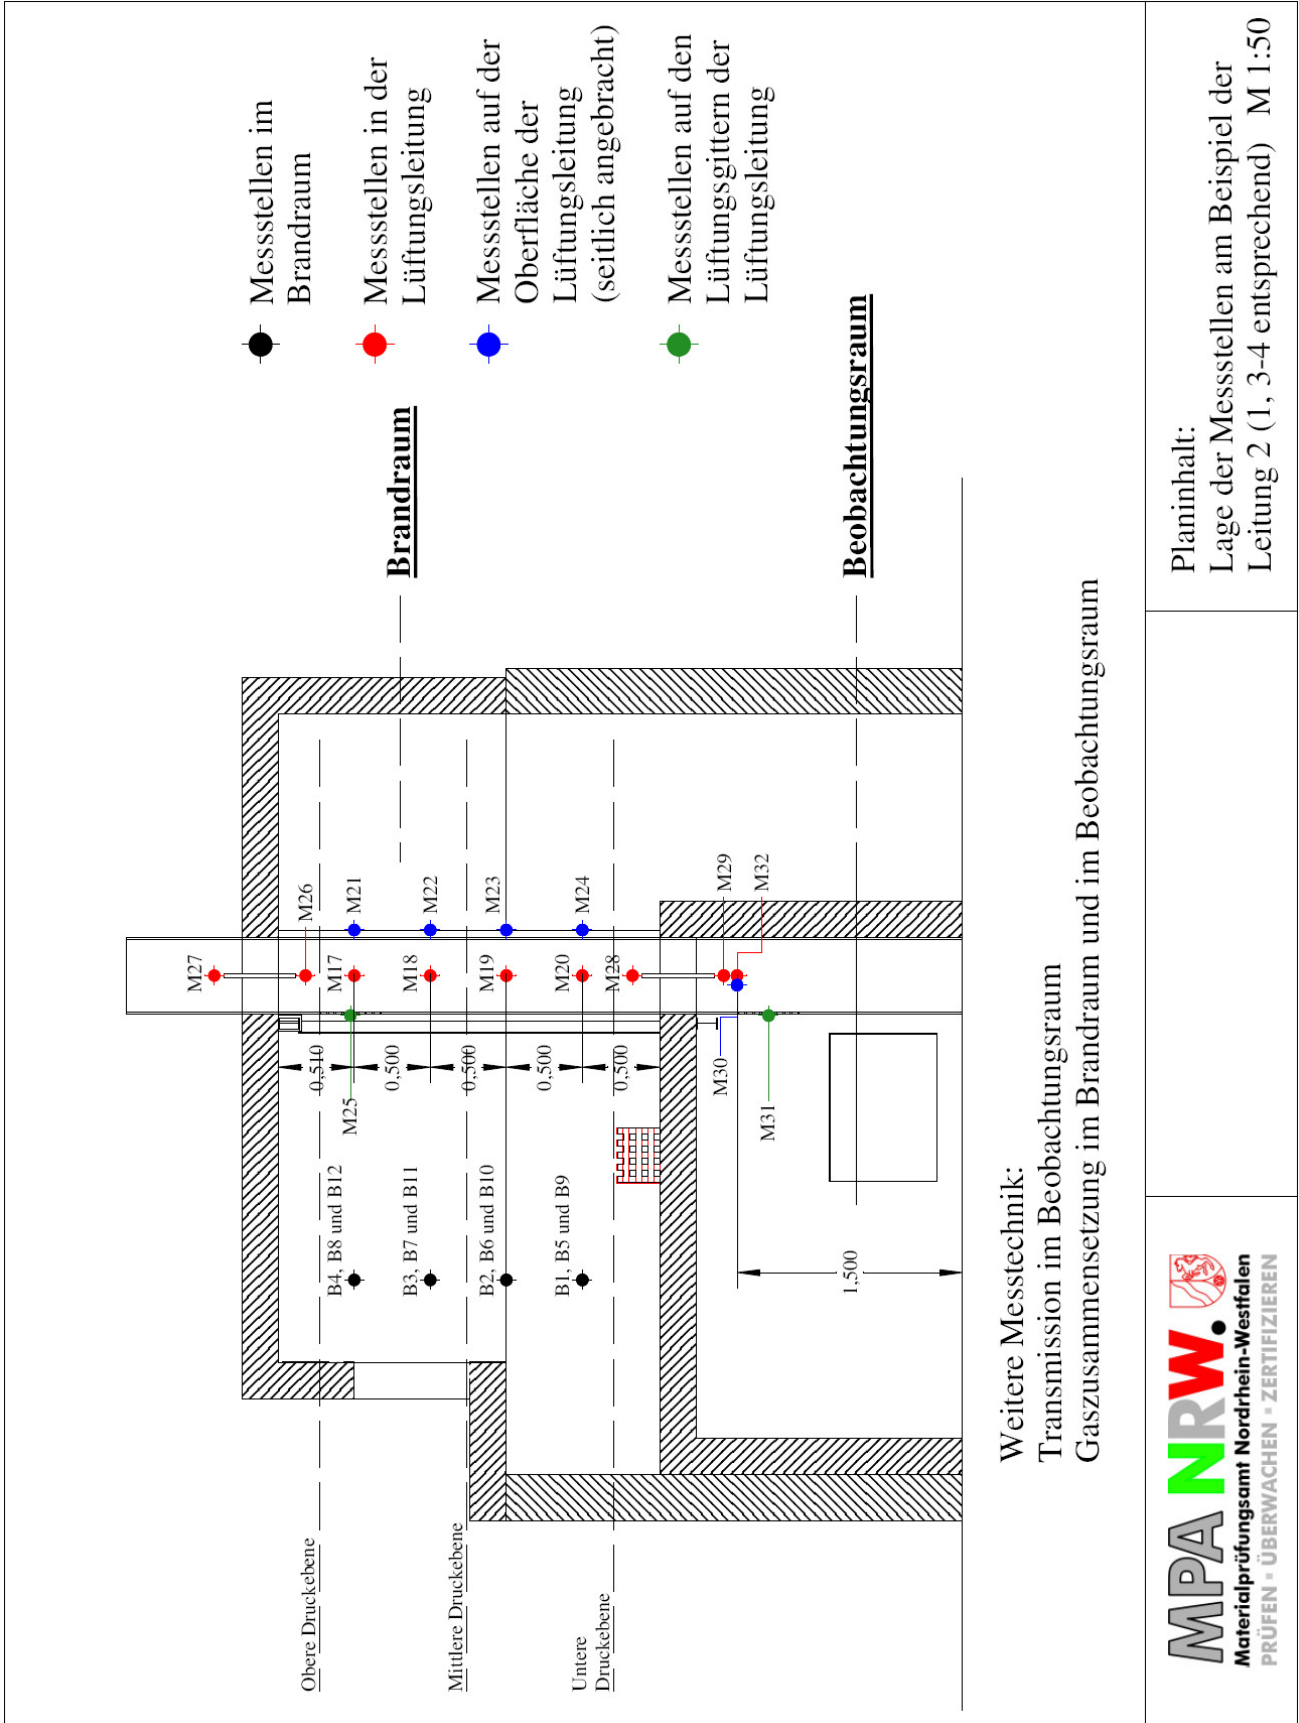 Messstellen im
Brandraum
Messstellen in der
Lüftungsleitung
Messstellen auf der
Oberfläche der
Lüftungsleitung
(seitlich angebracht)
Messstellen auf den
Lüftungsgittern der
Lüftungsleitung
Brandraum
Beobachtungsraum
M27
M26
M17
M21
M18
M22
M19
M23
M20
M24
M28
M29
M32
M25
M30
M31
0,510
0,500
0,500
0,500
0,500
1,500
B4, B8 und B12
B3, B7 und B11
B2, B6 und B10
B1, B5 und B9
Obere Druckebene
Mittlere Druckebene
Untere
Druckebene
Weitere Messtechnik:
Transmission im Beobachtungsraum
Gaszusammensetzung im Brandraum und im Beobachtungsraum
MPA NRW.
Materialprüfungsamt Nordrhein-Westfalen
PRÜFEN ▪ ÜBERWACHEN ▪ ZERTIFIZIEREN
Planinhalt:
Lage der Messstellen am Beispiel der
Leitung 2 (1, 3-4 entsprechend) M 1:50